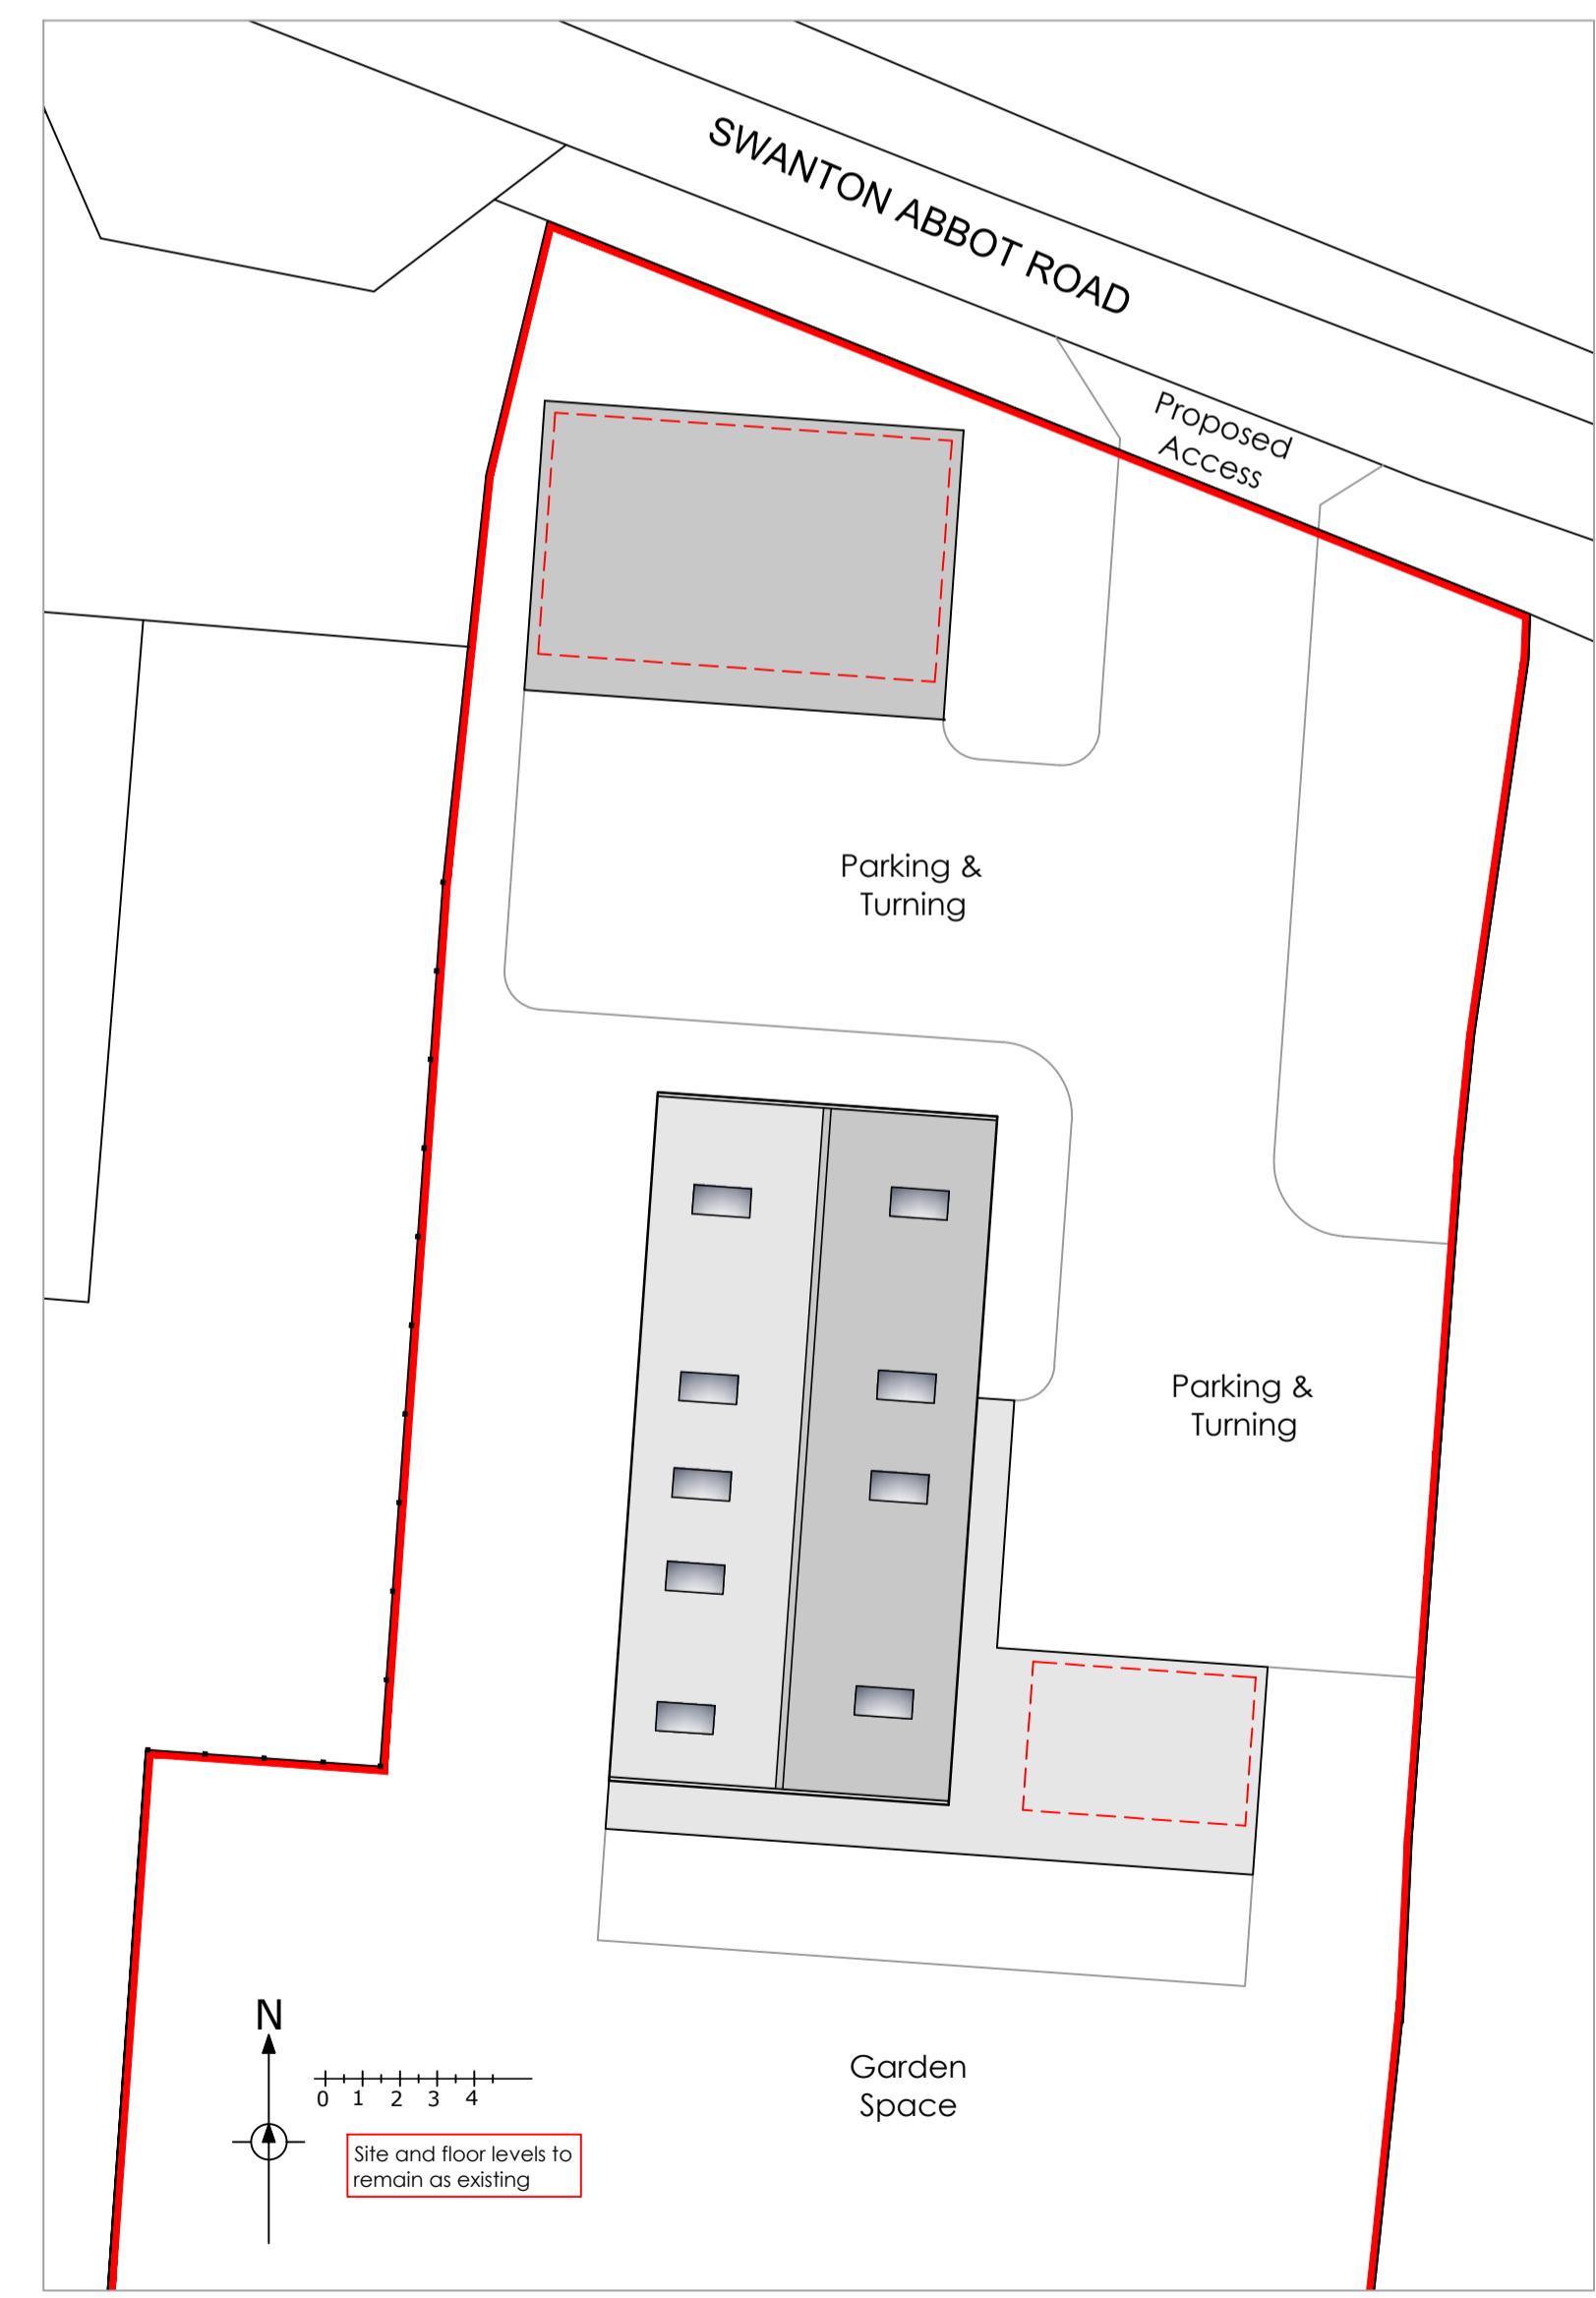 SWANTON ABBOT ROAD
Proposed
Access
Parking &
Turning
Parking &
Turning
N
0 1 2 3 4
Garden
Space
Site and floor levels to
remain as existing